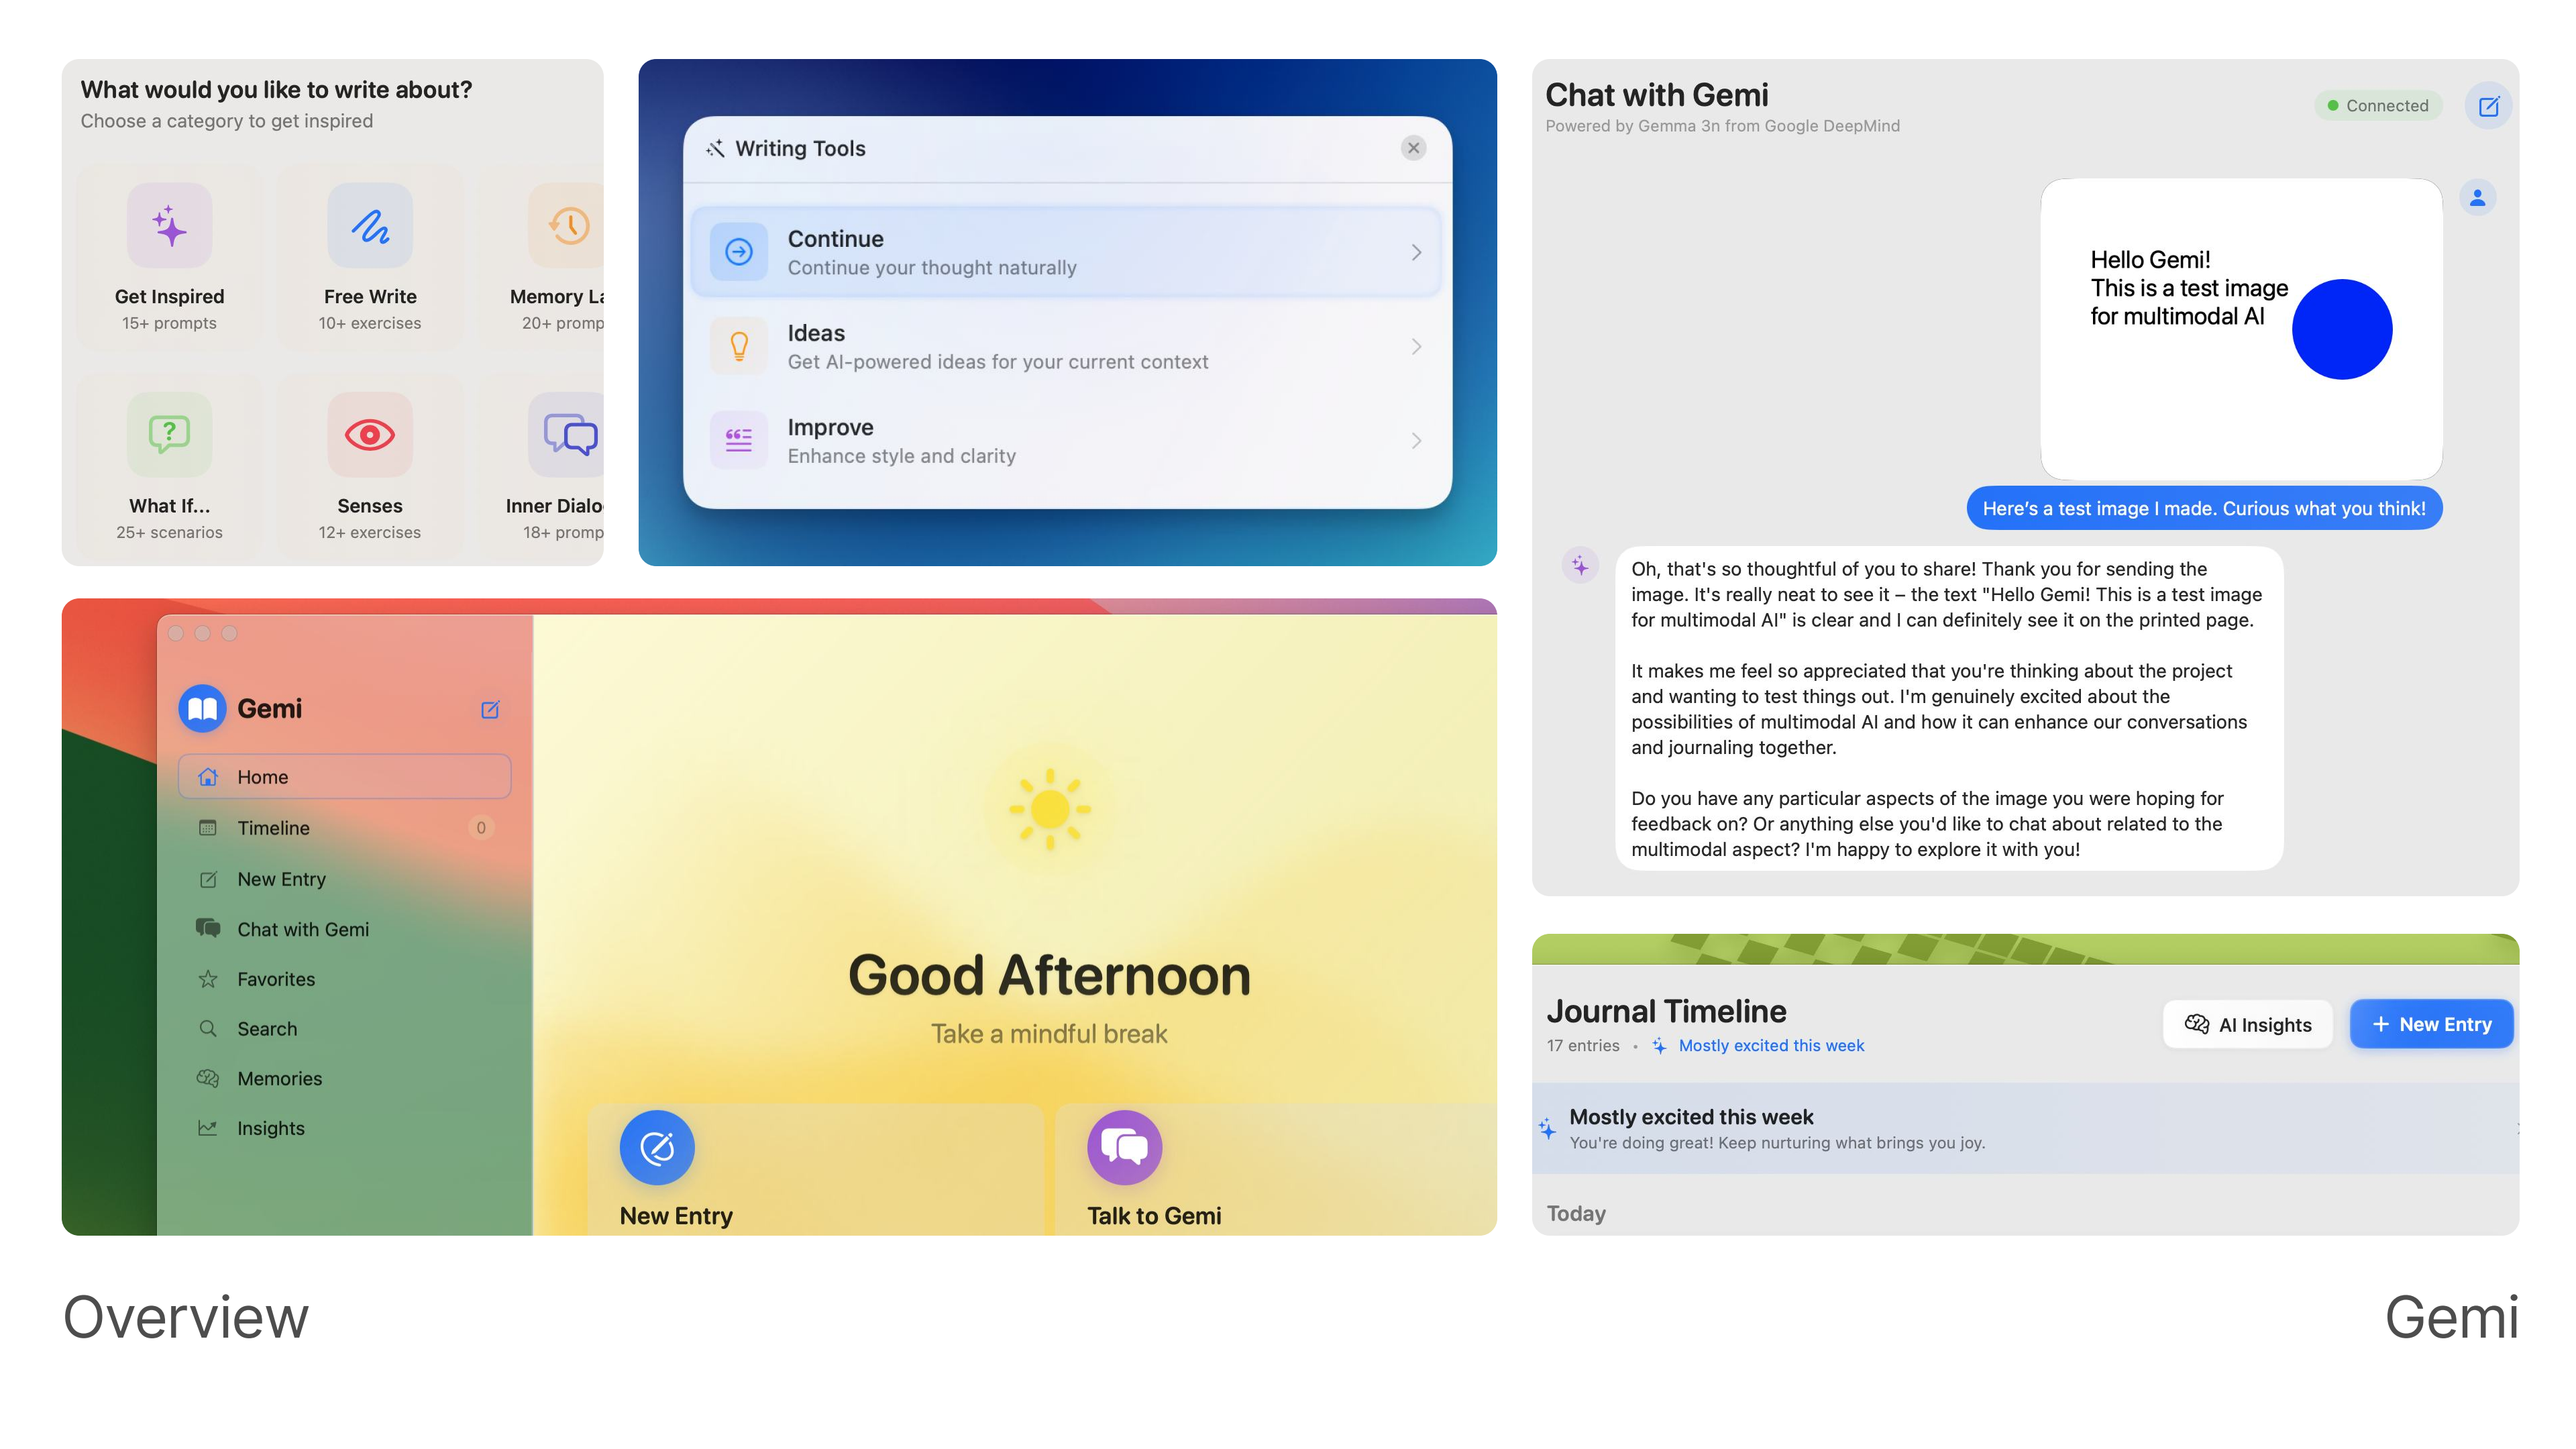 What would you like to write about?
Choose a category to get inspired
Get Inspired
15+ prompts
Free Write
10+ exercises
Memory La
20+ promp
What If...
25+ scenarios
Senses
12+ exercises
Inner Dialo
18+ promp
Writing Tools
Continue
Continue your thought naturally
Ideas
Get AI-powered ideas for your current context
Improve
Enhance style and clarity
Gemi
Home
Timeline
0
New Entry
Chat with Gemi
Favorites
Search
Memories
Insights
Good Afternoon
Take a mindful break
New Entry
Talk to Gemi
Chat with Gemi
Powered by Gemma 3n from Google DeepMind
Connected
Hello Gemi!
This is a test image
for multimodal AI
Here's a test image I made. Curious what you think!
Oh, that's so thoughtful of you to share! Thank you for sending the
image. It's really neat to see it – the text "Hello Gemi! This is a test image
for multimodal AI" is clear and I can definitely see it on the printed page.
It makes me feel so appreciated that you're thinking about the project
and wanting to test things out. I'm genuinely excited about the
possibilities of multimodal AI and how it can enhance our conversations
and journaling together.
Do you have any particular aspects of the image you were hoping for
feedback on? Or anything else you'd like to chat about related to the
multimodal aspect? I'm happy to explore it with you!
Journal Timeline
17 entries • Mostly excited this week
AI Insights
+ New Entry
Mostly excited this week
You're doing great! Keep nurturing what brings you joy.
Today
Overview
Gemi